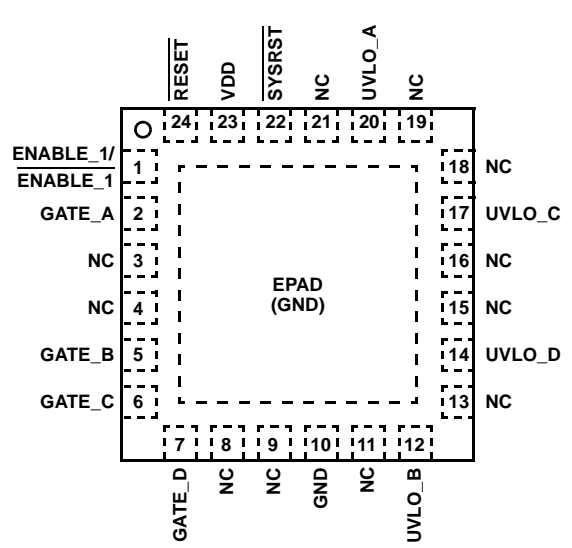 RESET
VDD
SYSRST
NC
UVLO_A
NC
24
23
22
21
20
19
ENABLE_1/
ENABLE_1
1
18
NC
GATE_A
2
17
UVLO_C
NC
3
16
NC
EPAD
(GND)
NC
4
15
NC
GATE_B
5
14
UVLO_D
GATE_C
6
13
NC
7
8
9
10
11
12
GATE_D
NC
NC
GND
NC
UVLO_B